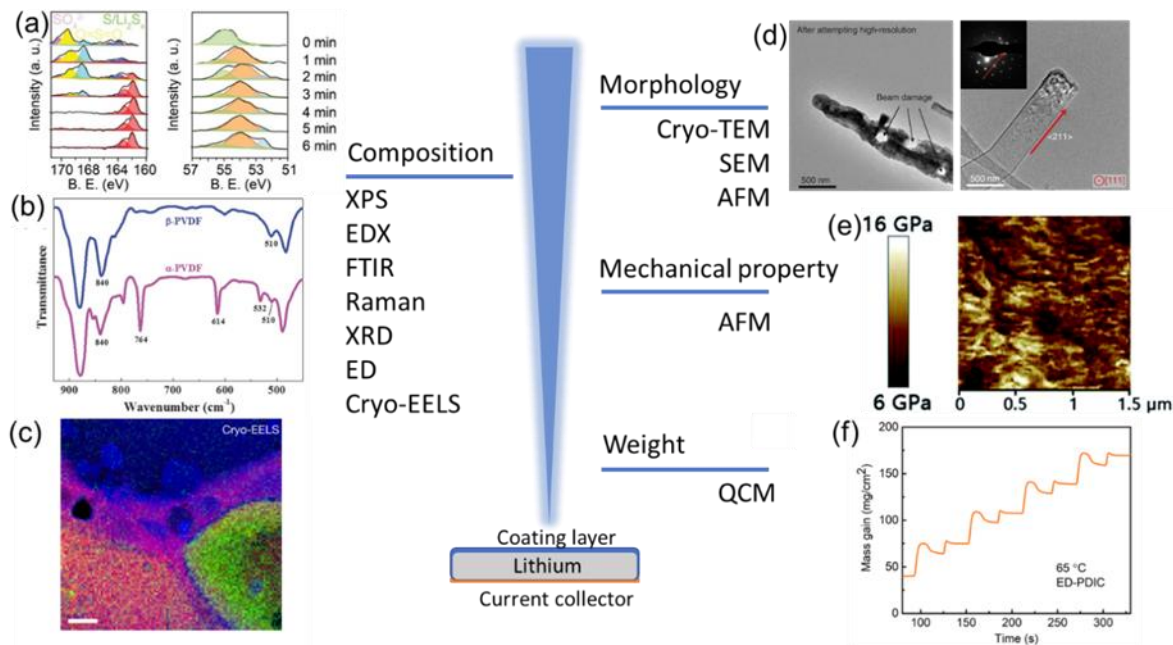 (a)
SO
S/Li₂S
Intensity (a. u.)
Intensity (a. u.)
0 min
1 min
2 min
3 min
4 min
5 min
6 min
170 168 164 162 160
B. E. (eV)
57 55 53 51
B. E. (eV)
(b)
Transmittance
β-PVDF
510
840
α-PVDF
532
510
614
764
840
900 800 700 600 500
Wavenumber (cm⁻¹)
(c)
Cryo-EELS
Composition
XPS
EDX
FTIR
Raman
XRD
ED
Cryo-EELS
Coating layer
Lithium
Current collector
Morphology
Cryo-TEM
SEM
AFM
Mechanical property
AFM
Weight
QCM
(d)
After attempting high-resolution
Beam damage
500 nm
<211>
500 nm
[111]
(e)
16 GPa
6 GPa
0 0.5 1 1.5 μm
(f)
Mass gain (mg/cm²)
200
150
100
50
0
65 °C
ED-PDIC
100 150 200 250 300
Time (s)